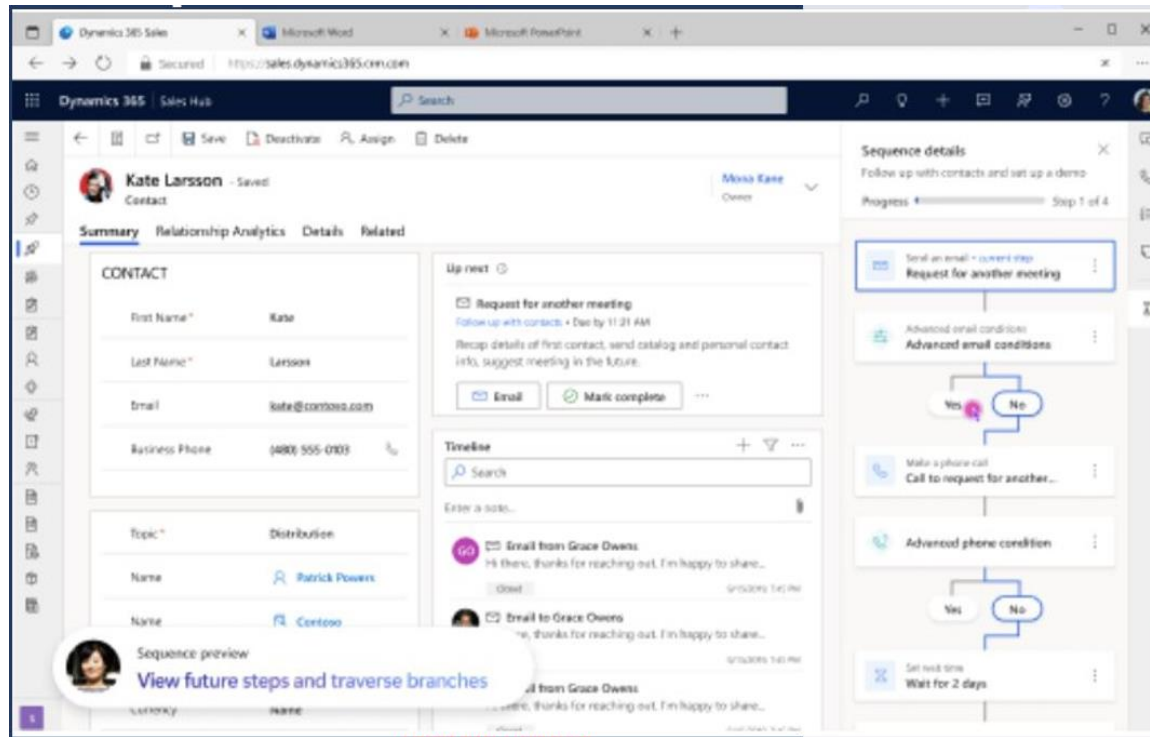 Dynamics 365 Sales
Microsoft Word
Microsoft PowerPoint
Secured
https://sales.dynamics365.crm.com
Dynamics 365 Sales Hub
Search
Save
Deactivate
Assign
Delete
Kate Larsson - Saved
Contact
Mona Kane
Owner
Summary
Relationship Analytics
Details
Related
CONTACT
First Name*
Kate
Last Name*
Larsson
Email
kate@contoso.com
Business Phone
(480) 555-0103
Topic*
Distribution
Name
Patrick Powers
Name
Contoso
Currency
Name
Up next
Request for another meeting
Follow up with contacts • Due by 11:21 AM
Recap details of first contact, send catalog and personal contact
info, suggest meeting in the future.
Email
Mark complete
Timeline
Search
Enter a note...
GO
Email from Grace Owens
Hi there, thanks for reaching out. I'm happy to share...
Closed
Email to Grace Owens
thanks for reaching out. I'm happy to share...
from Grace Owens
thanks for reaching out. I'm happy to share...
Sequence details
Follow up with contacts and set up a demo
Progress
Step 1 of 4
Send an email • current step
Request for another meeting
Advanced email conditions
Advanced email conditions
Yes
No
Make a phone call
Call to request for another...
Advanced phone condition
Yes
No
Set wait time
Wait for 2 days
Sequence preview
View future steps and traverse branches
S